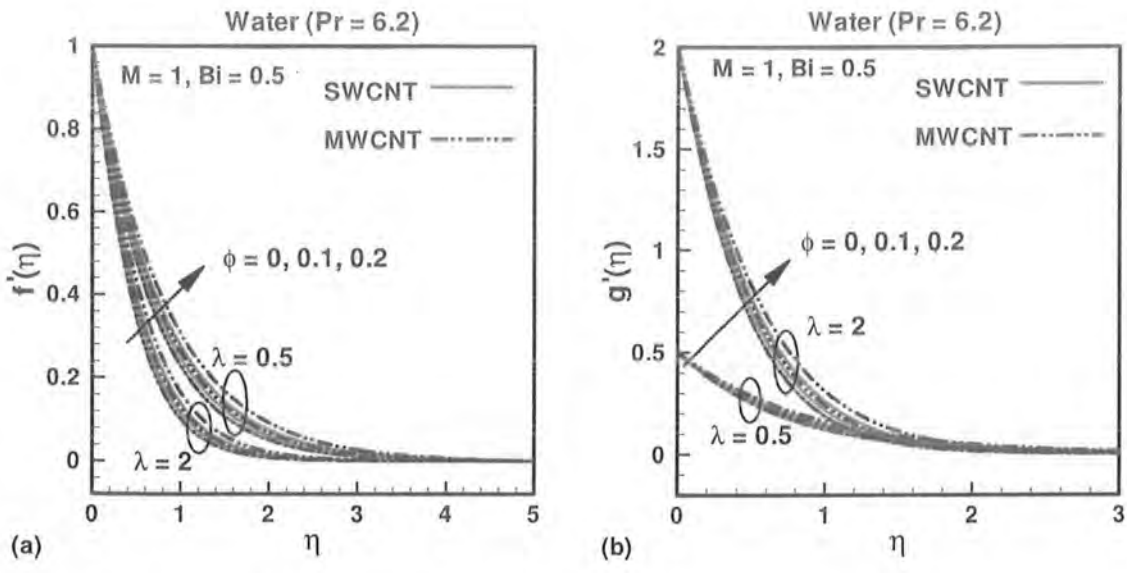 Water (Pr = 6.2)
M = 1, Bi = 0.5
SWCNT
MWCNT
ϕ = 0, 0.1, 0.2
λ = 0.5
λ = 2
f'(η)
1
0.8
0.6
0.4
0.2
0
0 1 2 3 4 5
η
(a)
Water (Pr = 6.2)
M = 1, Bi = 0.5
SWCNT
MWCNT
ϕ = 0, 0.1, 0.2
λ = 2
λ = 0.5
g'(η)
2
1.5
1
0.5
0
0 1 2 3
η
(b)